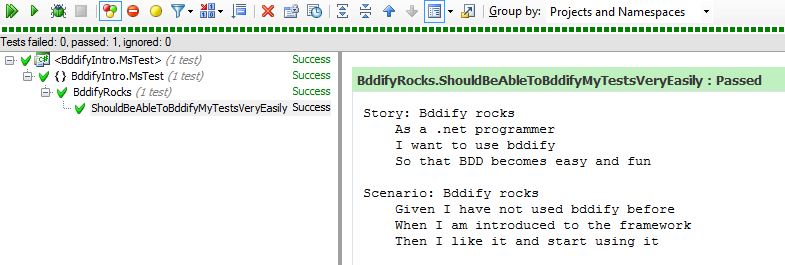 Group by: Projects and Namespaces
Tests failed: 0, passed: 1, ignored: 0
<BddifyIntro.MsTest> (1 test) Success
{} BddifyIntro.MsTest (1 test) Success
BddifyRocks (1 test) Success
ShouldBeAbleToBddifyMyTestsVeryEasily Success
BddifyRocks.ShouldBeAbleToBddifyMyTestsVeryEasily : Passed
Story: Bddify rocks
As a .net programmer
I want to use bddify
So that BDD becomes easy and fun
Scenario: Bddify rocks
Given I have not used bddify before
When I am introduced to the framework
Then I like it and start using it